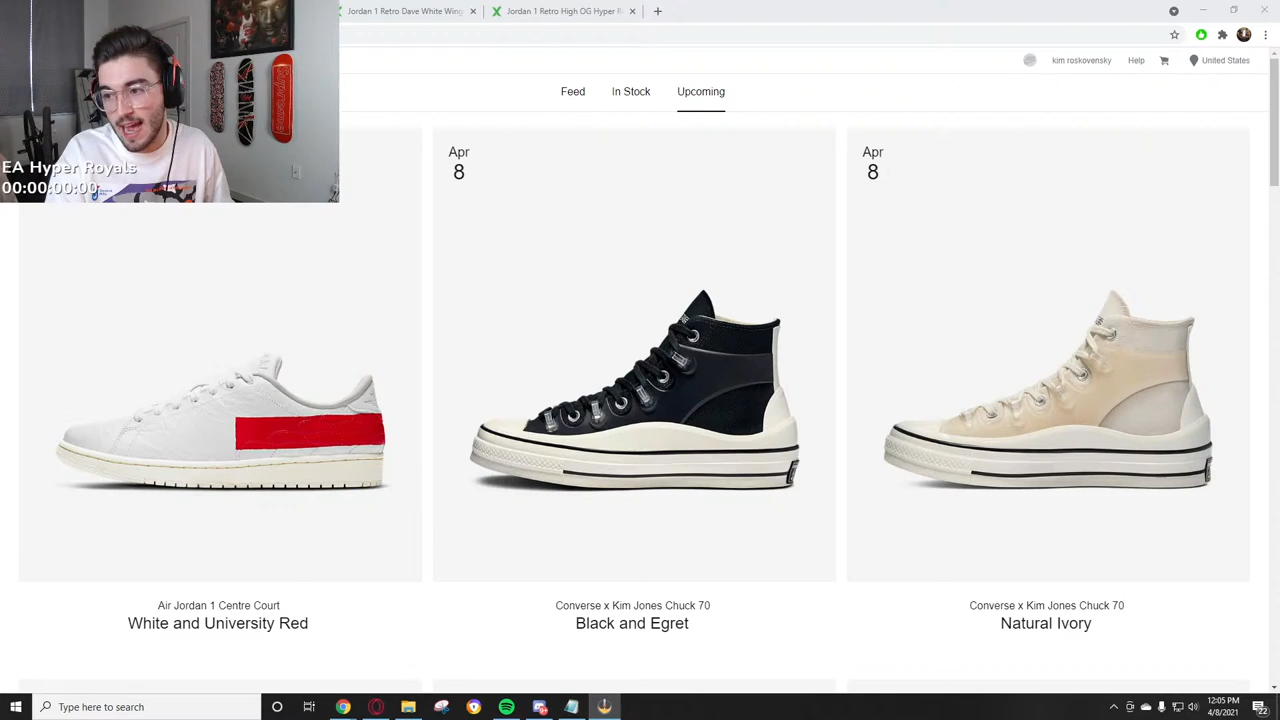 Jordan 1 Retro Dave White Wing
Jordan 1 Retro High OG Hyper R
kim roskovensky
Help
United States
Feed
In Stock
Upcoming
EA Hyper Royals
00:00:00:00
Supreme
Apr
8
Apr
8
Air Jordan 1 Centre Court
White and University Red
Converse x Kim Jones Chuck 70
Black and Egret
Converse x Kim Jones Chuck 70
Natural Ivory
Type here to search
12:05 PM
4/8/2021
22